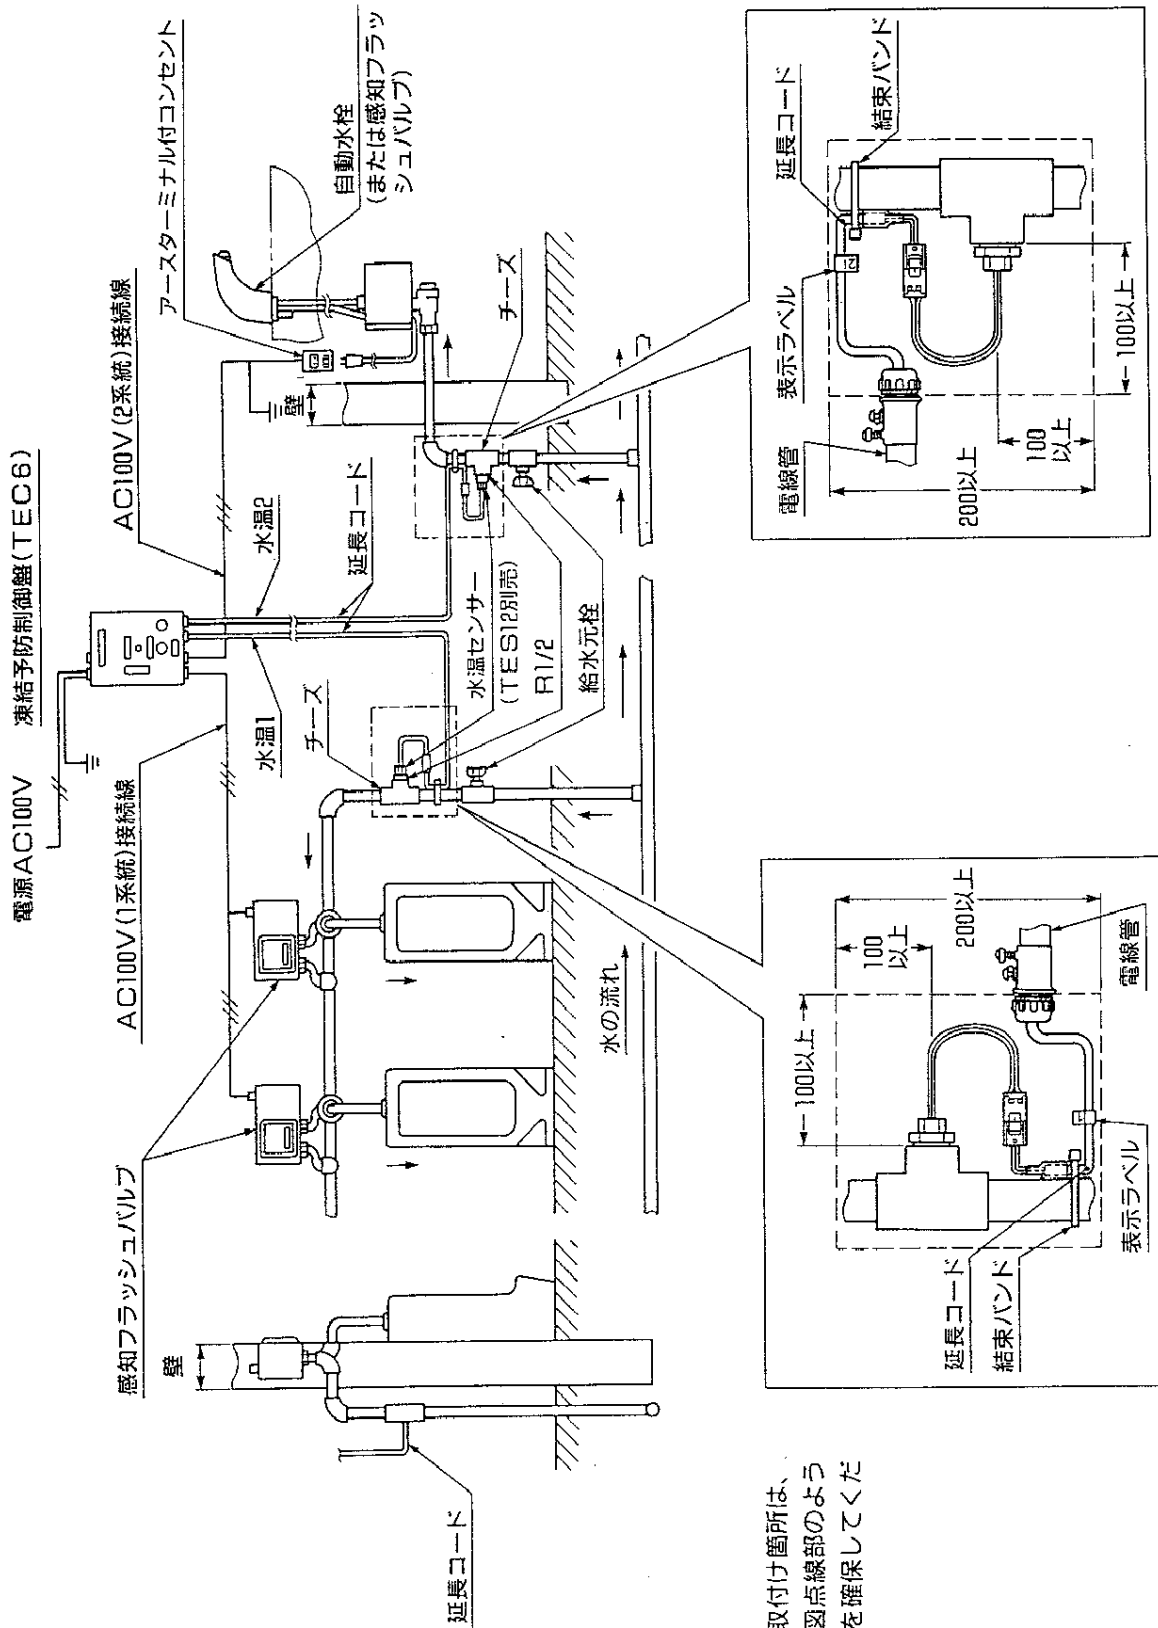 電源AC100V
凍結予防制御盤(TEC6)
AC100V(1系統)接続線
AC100V(2系統)接続線
アースターミナル付コンセント
自動水栓
(または感知フラッ
シュバルブ)
感知フラッシュバルブ
壁
水温1
水温2
延長コード
チーズ
壁
チーズ
水温センサー
(TES12別売)
R1/2
給水元栓
水の流れ
延長コード
取付け箇所は、
図点線部のよう
を確保してくだ
100以上
100
以上
200以上
電線管
表示ラベル
延長コード
結束バンド
電線管
表示ラベル
延長コード
結束バンド
200以上
100
以上
100以上